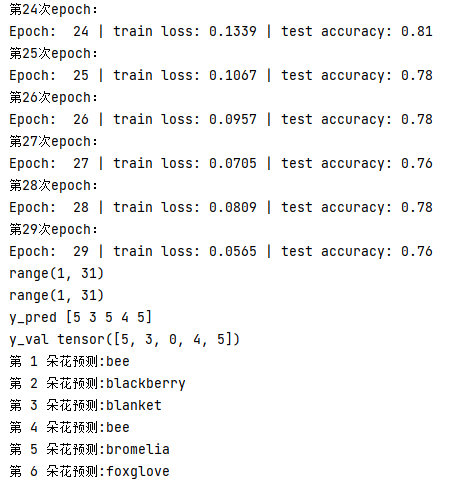 第24次epoch:
Epoch:  24 | train loss: 0.1339 | test accuracy: 0.81
第25次epoch:
Epoch:  25 | train loss: 0.1067 | test accuracy: 0.78
第26次epoch:
Epoch:  26 | train loss: 0.0957 | test accuracy: 0.78
第27次epoch:
Epoch:  27 | train loss: 0.0705 | test accuracy: 0.76
第28次epoch:
Epoch:  28 | train loss: 0.0809 | test accuracy: 0.78
第29次epoch:
Epoch:  29 | train loss: 0.0565 | test accuracy: 0.76
range(1, 31)
range(1, 31)
y_pred [5 3 5 4 5]
y_val tensor([5, 3, 0, 4, 5])
第 1 朵花预测:bee
第 2 朵花预测:blackberry
第 3 朵花预测:blanket
第 4 朵花预测:bee
第 5 朵花预测:bromelia
第 6 朵花预测:foxglove